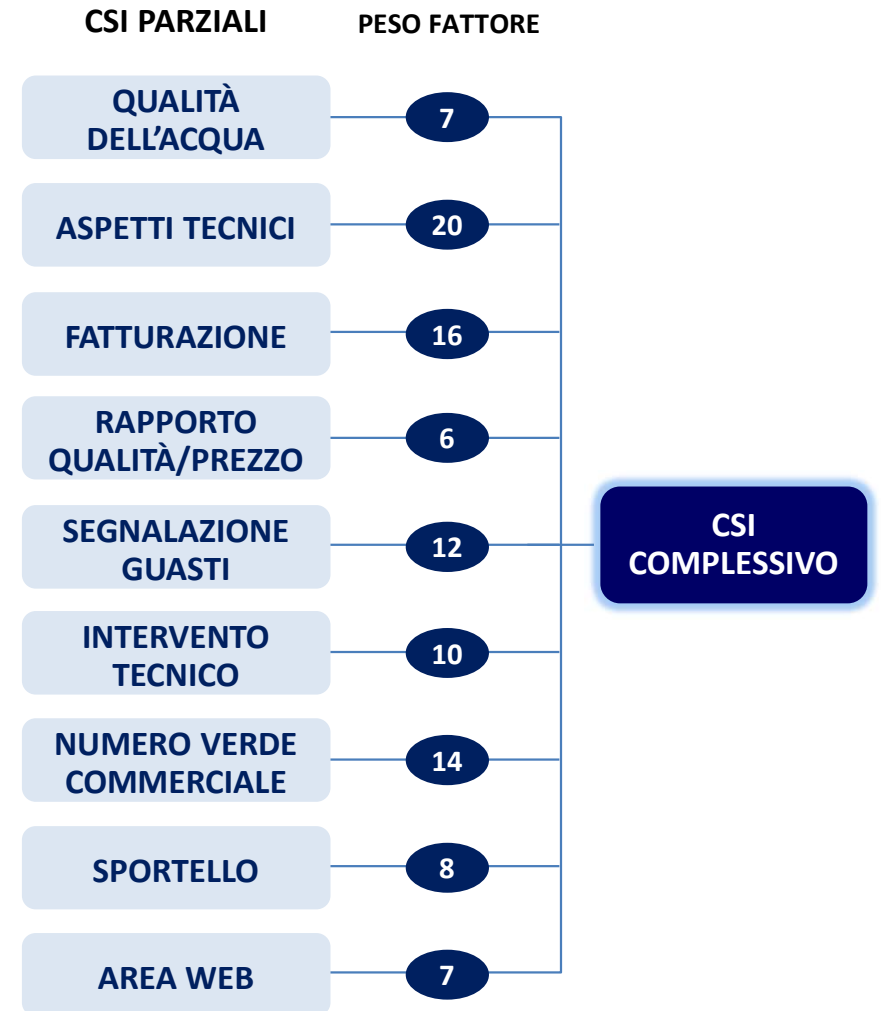 CSI PARZIALI
PESO FATTORE
QUALITÀ
DELL’ACQUA
7
ASPETTI TECNICI
20
FATTURAZIONE
16
RAPPORTO
QUALITÀ/PREZZO
6
SEGNALAZIONE
GUASTI
12
CSI
COMPLESSIVO
INTERVENTO
TECNICO
10
NUMERO VERDE
COMMERCIALE
14
SPORTELLO
8
AREA WEB
7